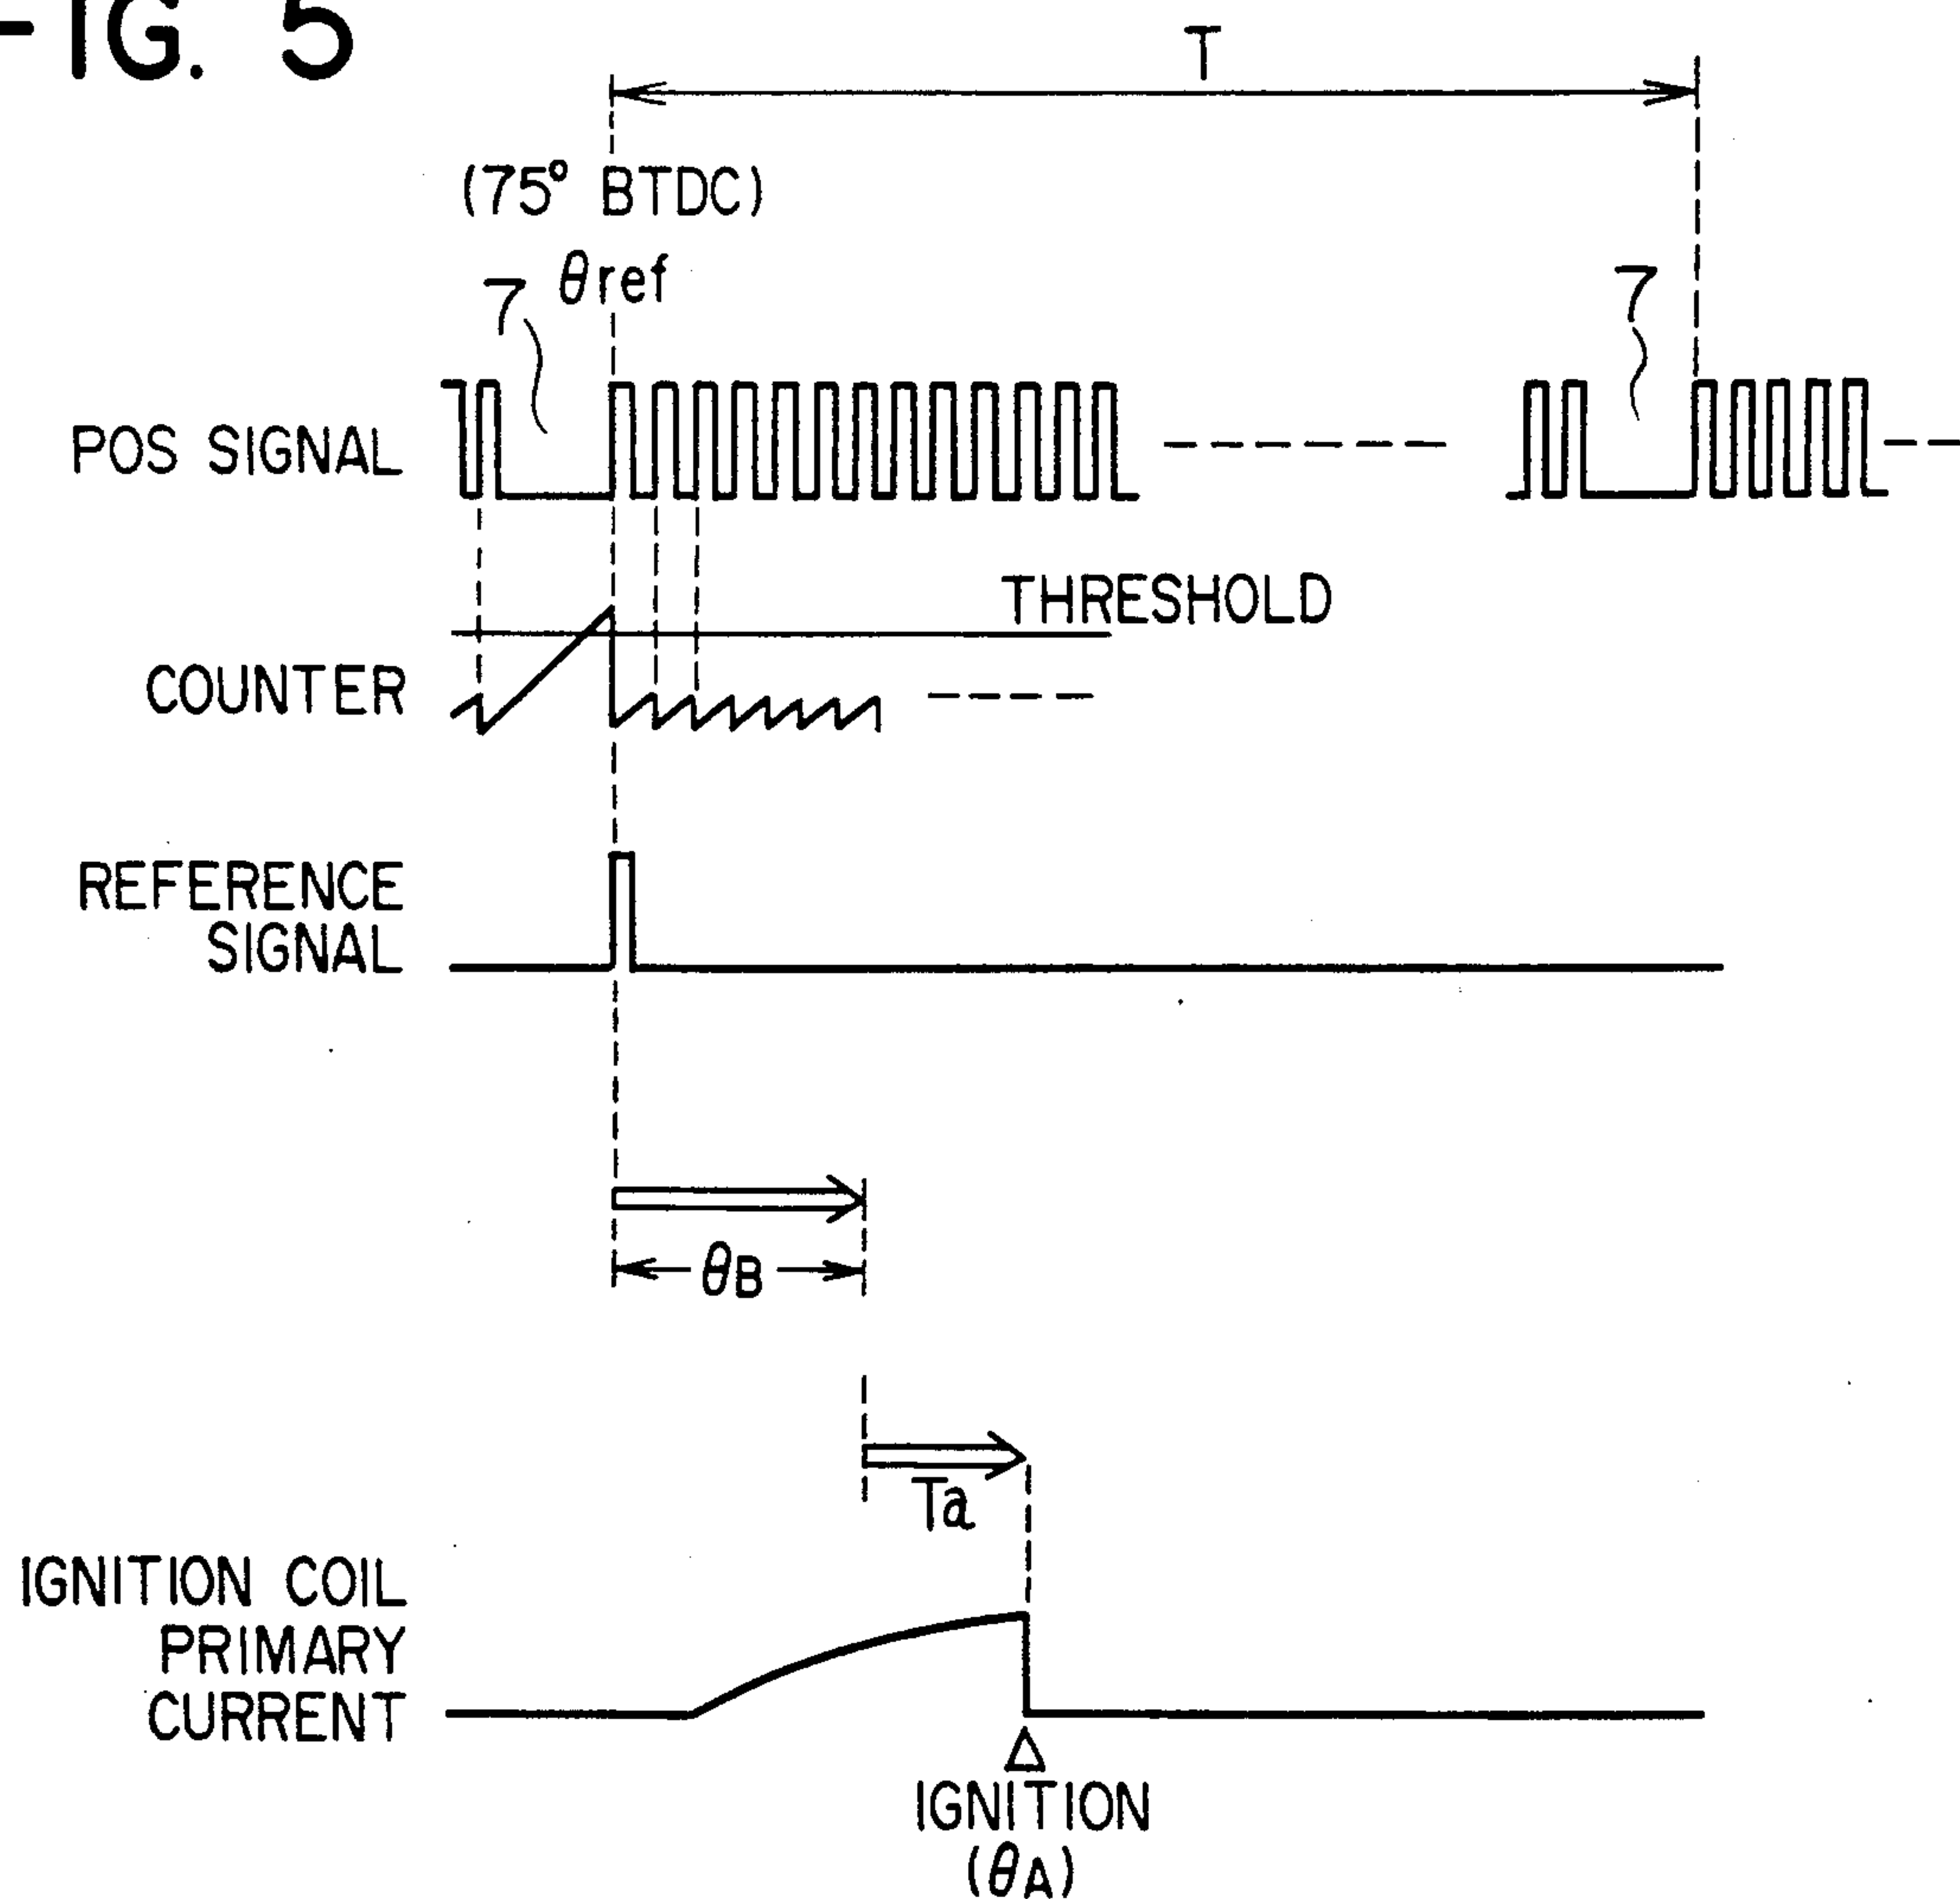 FIG. 5
T
(75° BTDC)
θref
7
7
POS SIGNAL
THRESHOLD
COUNTER
REFERENCE
SIGNAL
θB
Ta
IGNITION COIL
PRIMARY
CURRENT
IGNITION
(θA)